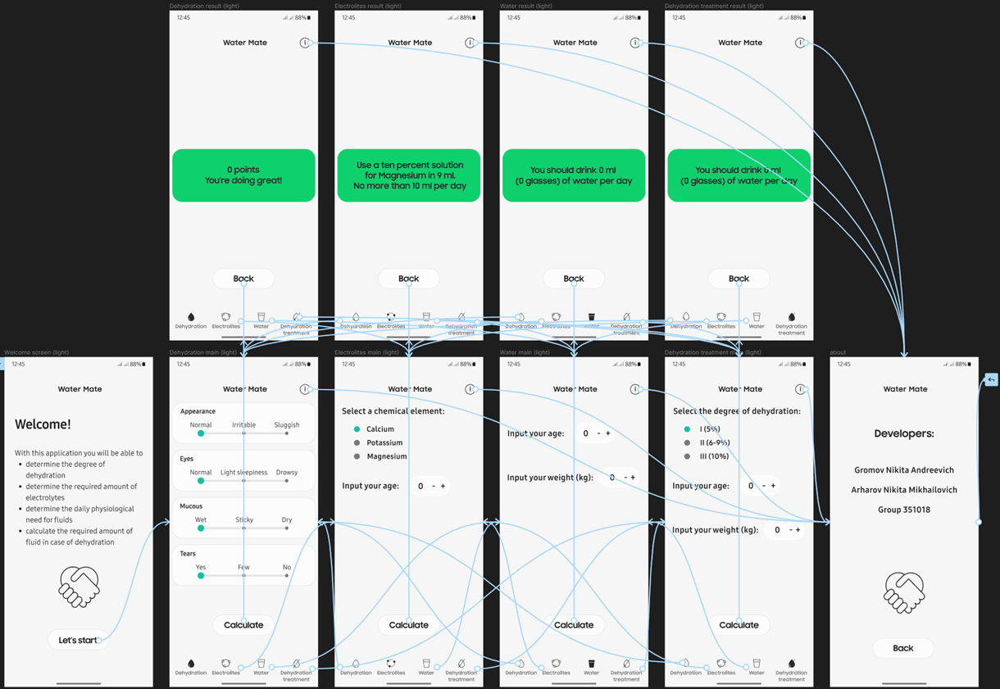 Dehydration result (light)
12:45
88%
Water Mate
0 points
You're doing great!
Back
Dehydration
Electrolites
Water
Dehydration
treatment
Electrolites result (light)
12:45
88%
Water Mate
Use a ten percent solution
for Magnesium in 9 ml.
No more than 10 ml per day
Back
Dehydration
Electrolites
Water
Dehydration
treatment
Water result (light)
12:45
88%
Water Mate
You should drink 0 ml
(0 glasses) of water per day
Back
Dehydration
Electrolites
Water
Dehydration
treatment
Dehydration treatment result (light)
12:45
88%
Water Mate
You should drink 0 ml
(0 glasses) of water per day
Back
Dehydration
Electrolites
Water
Dehydration
treatment
Welcome screen (light)
12:45
88%
Water Mate
Welcome!
With this application you will be able to
• determine the degree of
dehydration
• determine the required amount of
electrolytes
• determine the daily physiological
need for fluids
• calculate the required amount of
fluid in case of dehydration
Let's start
Dehydration main (light)
12:45
88%
Water Mate
Appearance
Normal Irritable Sluggish
Eyes
Normal Light sleepiness Drowsy
Mucous
Wet Sticky Dry
Tears
Yes Few No
Calculate
Dehydration
Electrolites
Water
Dehydration
treatment
Electrolites main (light)
12:45
88%
Water Mate
Select a chemical element:
Calcium
Potassium
Magnesium
Input your age: 0 - +
Calculate
Dehydration
Electrolites
Water
Dehydration
treatment
Water main (light)
12:45
88%
Water Mate
Input your age: 0 - +
Input your weight (kg): 0 - +
Calculate
Dehydration
Electrolites
Water
Dehydration
treatment
Dehydration treatment main (light)
12:45
88%
Water Mate
Select the degree of dehydration:
I (5%)
II (6-9%)
III (10%)
Input your age: 0 - +
Input your weight (kg): 0 - +
Calculate
Dehydration
Electrolites
Water
Dehydration
treatment
about
12:45
88%
Water Mate
Developers:
Gromov Nikita Andreevich
Arharov Nikita Mikhailovich
Group 351018
Back